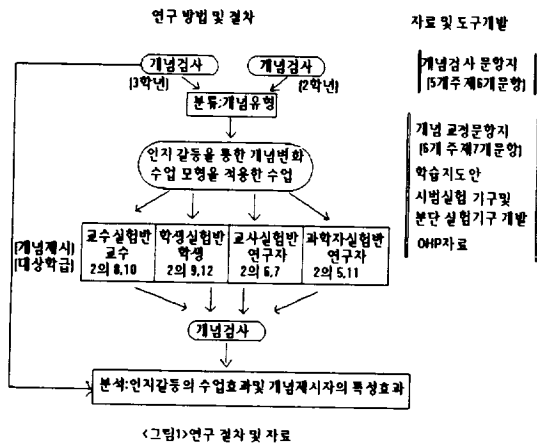 연구 방법 및 절차
자료 및 도구개발
개념검사
(3학년)
개념검사
(2학년)
분류:개념유형
인지 갈등을 통한 개념변화
수업 모형을 적용한 수업
[개념제시]
[대상학급]
교수실험반
교수
2의 8,10
학생실험반
학생
2의 9,12
교사실험반
연구자
2의 6,7
과학자실험반
연구자
2의 5,11
개념검사
분석:인지갈등의 수업효과및 개념제시자의 특성효과
개념검사 문항지
[5개주제6개문항]
개념 교정문항지
[6개 주제7개문항]
학습지도안
시범실험 기구및
분단 실험기구 개발
OHP자료
<그림1>연구 절차 및 자료